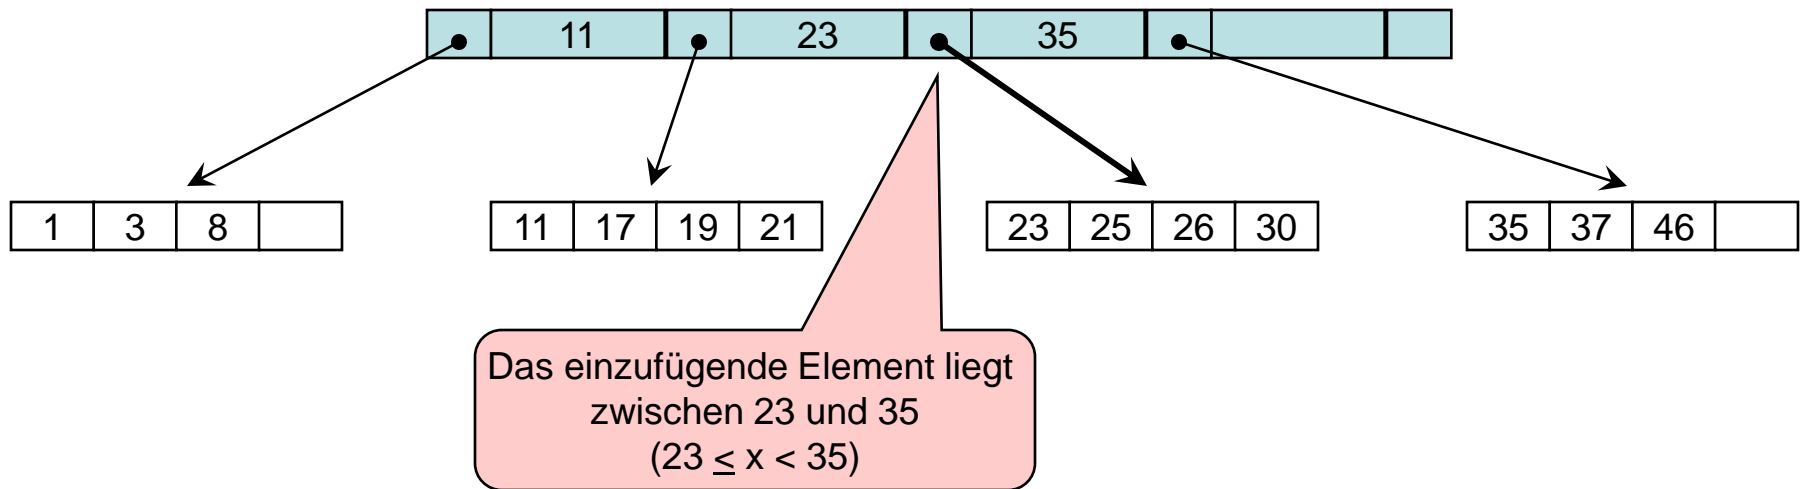 11 23 35
1 3 8 11 17 19 21 23 25 26 30 35 37 46
Das einzufügende Element liegt
zwischen 23 und 35
(23 ≤ x < 35)